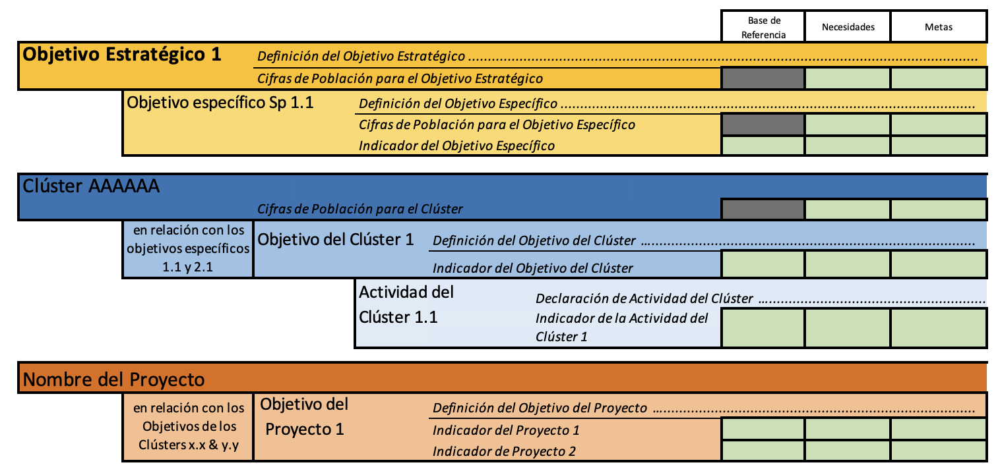 Base de
Referencia
Necesidades
Metas
Objetivo Estratégico 1
Definición del Objetivo Estratégico ................................................................................................................................
Cifras de Población para el Objetivo Estratégico
Objetivo específico Sp 1.1
Definición del Objetivo Específico ..........................................................................................................
Cifras de Población para el Objetivo Específico
Indicador del Objetivo Específico
Clúster AAAAAA
Cifras de Población para el Clúster
en relación con los
objetivos específicos
1.1 y 2.1
Objetivo del Clúster 1
Definición del Objetivo del Clúster ...................................................................................
Indicador del Objetivo del Clúster
Actividad del
Clúster 1.1
Declaración de Actividad del Clúster .........................................................
Indicador de la Actividad del
Clúster 1
Nombre del Proyecto
en relación con los
Objetivos de los
Clústers x.x & y.y
Objetivo del
Proyecto 1
Definición del Objetivo del Proyecto ................................................................................
Indicador del Proyecto 1
Indicador de Proyecto 2